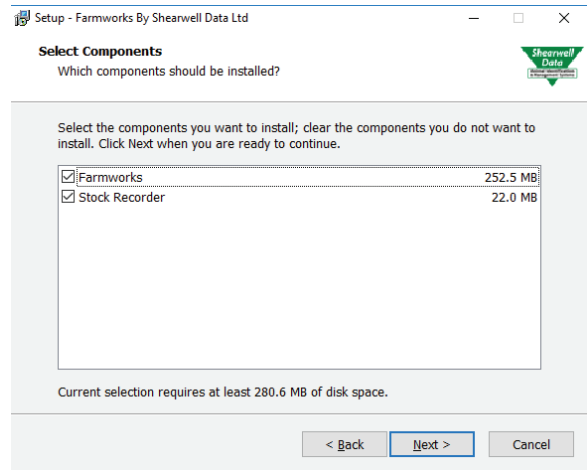 Setup - Farmworks By Shearwell Data Ltd
Select Components
Which components should be installed?
Shearwell
Data
Select the components you want to install; clear the components you do not want to
install. Click Next when you are ready to continue.
Farmworks 252.5 MB
Stock Recorder 22.0 MB
Current selection requires at least 280.6 MB of disk space.
< Back Next > Cancel